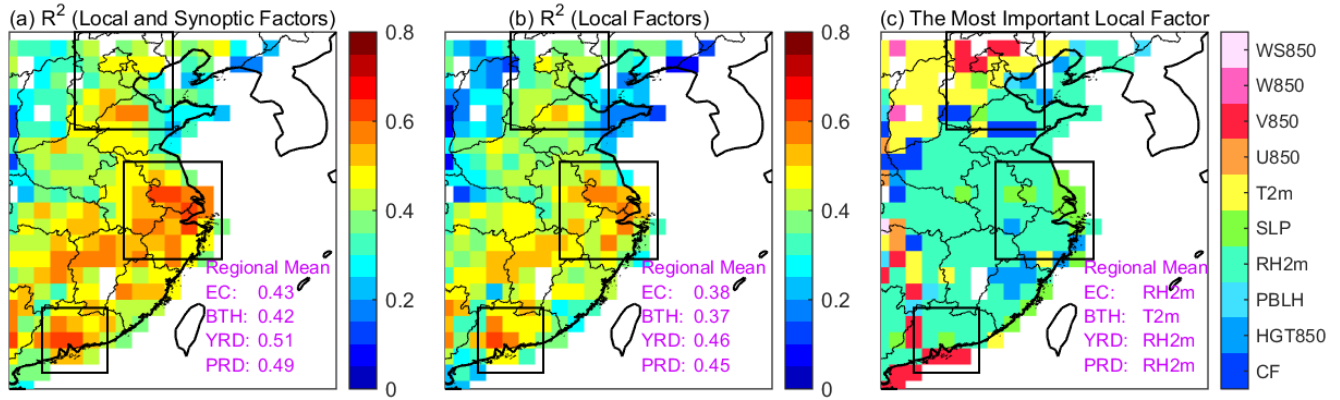 (a) R² (Local and Synoptic Factors)
0.8
0.6
0.4
0.2
0
Regional Mean
EC: 0.43
BTH: 0.42
YRD: 0.51
PRD: 0.49
(b) R² (Local Factors)
0.8
0.6
0.4
0.2
0
Regional Mean
EC: 0.38
BTH: 0.37
YRD: 0.46
PRD: 0.45
(c) The Most Important Local Factor
WS850
W850
V850
U850
T2m
SLP
RH2m
PBLH
HGT850
CF
Regional Mean
EC: RH2m
BTH: T2m
YRD: RH2m
PRD: RH2m